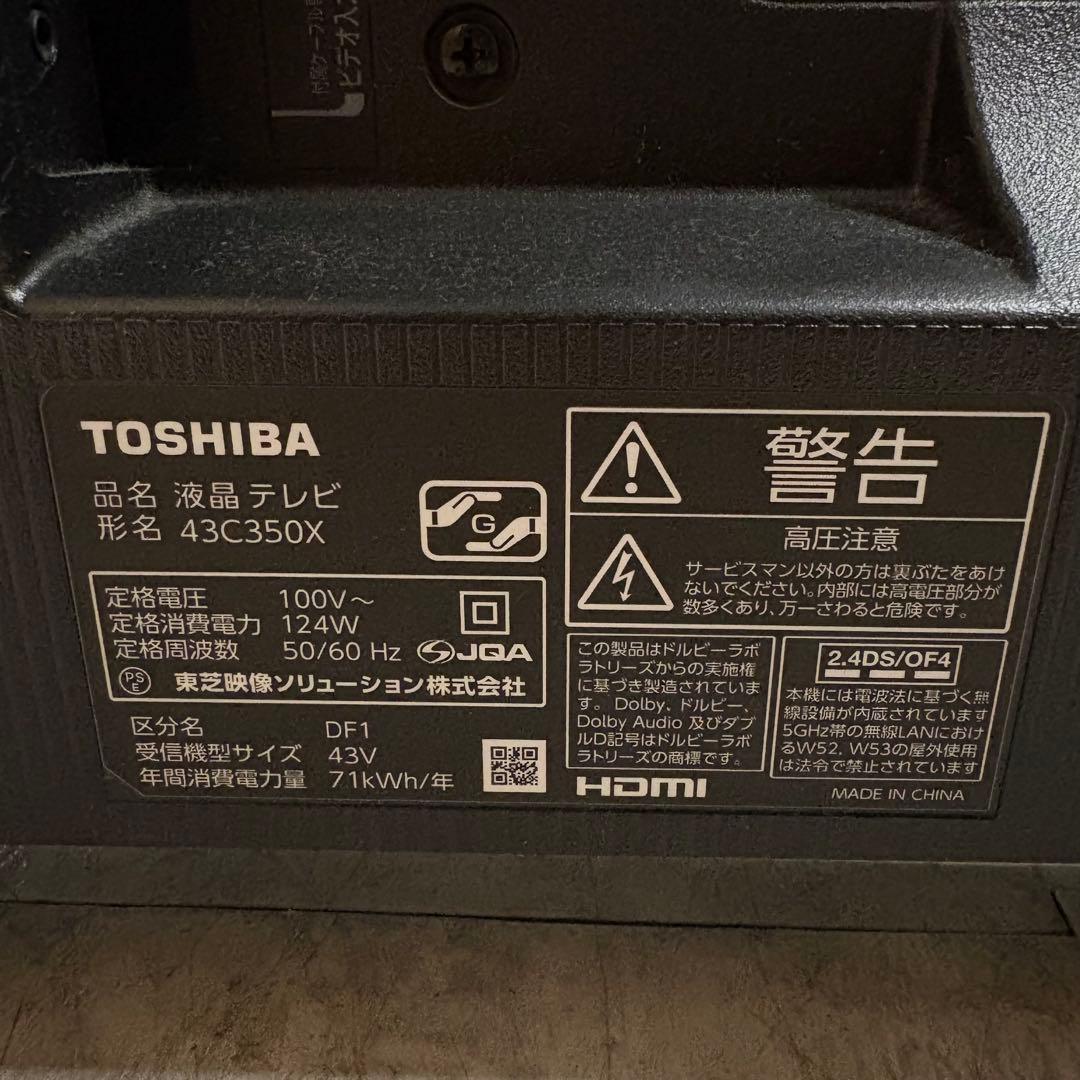 付属ケーブル
ビデオ入
TOSHIBA
品名 液晶テレビ
形名 43C350X
G
定格電圧 100V～
定格消費電力 124W
定格周波数 50/60 Hz
JQA
PS
E
東芝映像ソリューション株式会社
区分名 DF1
受信機型サイズ 43V
年間消費電力量 71kWh/年
警告
高圧注意
サービスマン以外の方は裏ぶたをあけ
ないでください。内部には高電圧部分が
数多くあり、万一さわると危険です。
この製品はドルビーラボ
ラトリーズからの実施権
に基づき製造されていま
す。Dolby、ドルビー、
Dolby Audio 及びダブ
ルD記号はドルビーラボ
ラトリーズの商標です。
HDMI
2.4DS/OF4
本機には電波法に基づく無
線設備が内蔵されています
5GHz帯の無線LANにおけ
るW52, W53の屋外使用
は法令で禁止されています
MADE IN CHINA